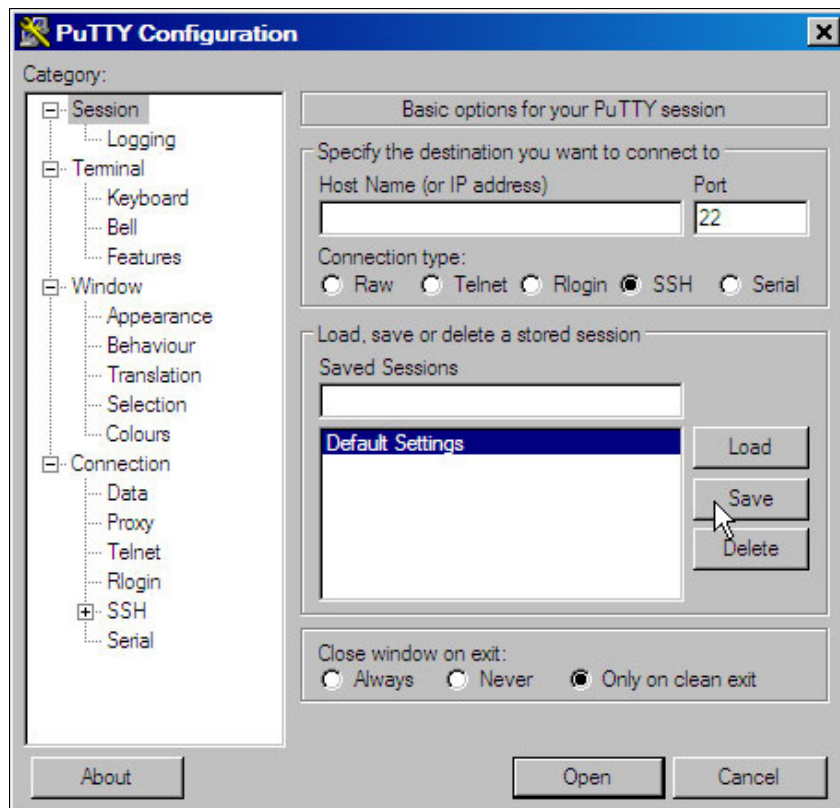 PuTTY Configuration
Category:
Session
Logging
Terminal
Keyboard
Bell
Features
Window
Appearance
Behaviour
Translation
Selection
Colours
Connection
Data
Proxy
Telnet
Rlogin
SSH
Serial
Basic options for your PuTTY session
Specify the destination you want to connect to
Host Name (or IP address) Port
22
Connection type:
Raw Telnet Rlogin SSH Serial
Load, save or delete a stored session
Saved Sessions
Default Settings
Load
Save
Delete
Close window on exit:
Always Never Only on clean exit
About Open Cancel